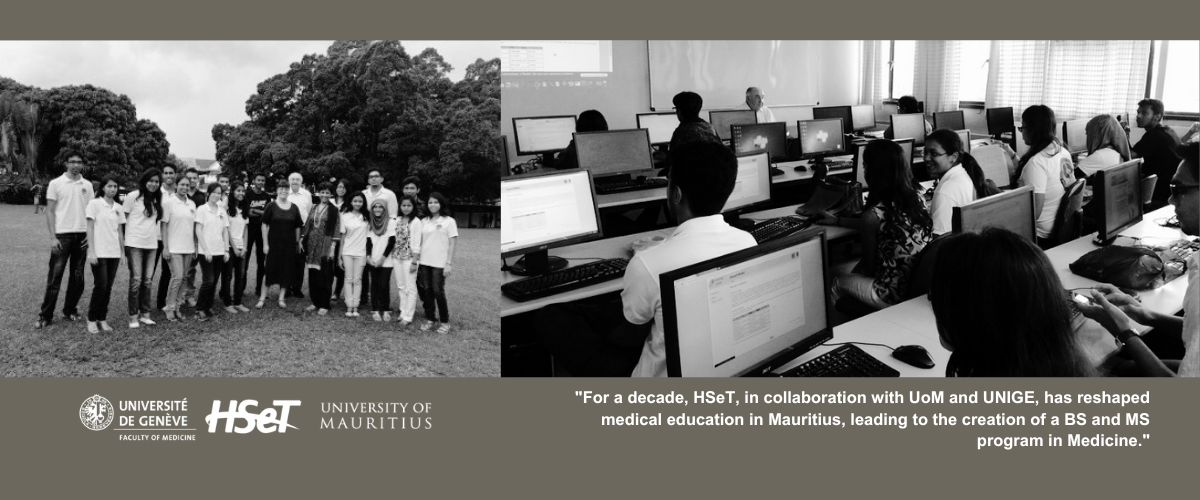 UNIVERSITÉ
DE GENÈVE
FACULTY OF MEDICINE
HSeT
UNIVERSITY OF
MAURITIUS
"For a decade, HSeT, in collaboration with UoM and UNIGE, has reshaped
medical education in Mauritius, leading to the creation of a BS and MS
program in Medicine."